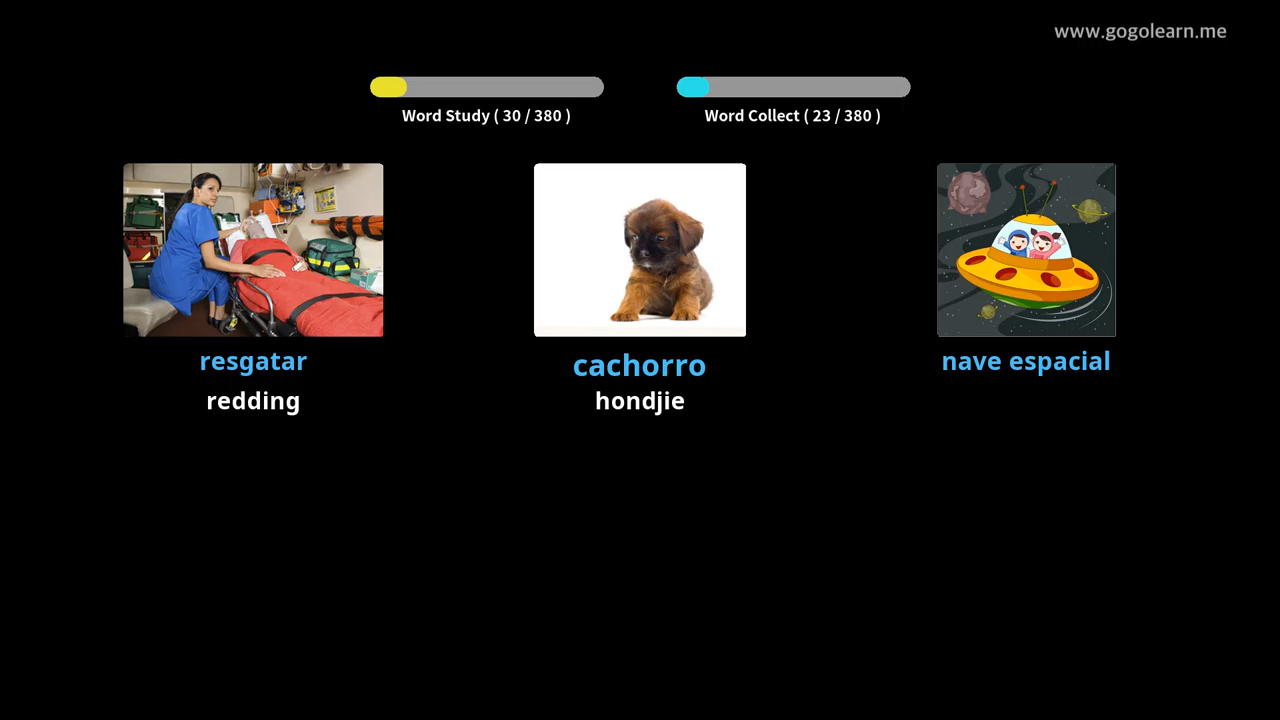 www.gogolearn.me
Word Study ( 30 / 380 )
Word Collect ( 23 / 380 )
resgatar
cachorro
nave espacial
redding
hondjie